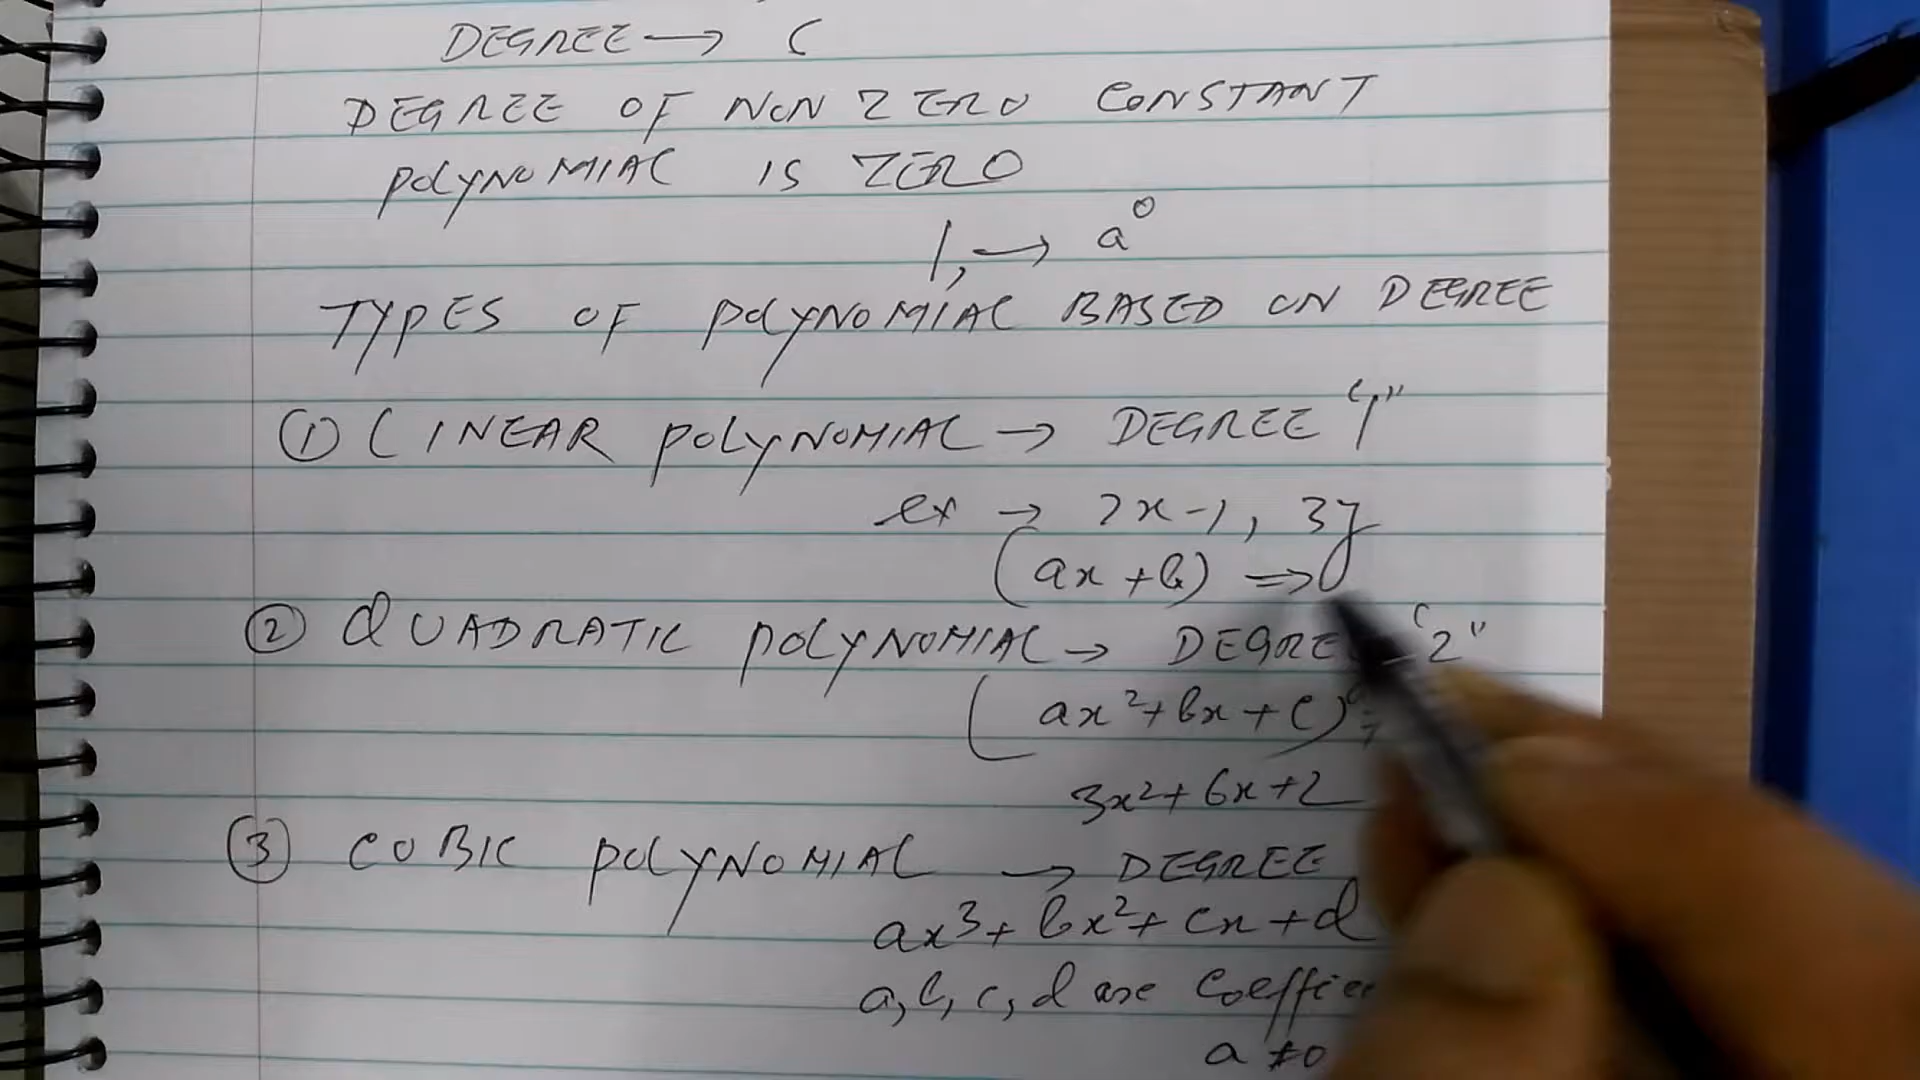 DEGREE →
DEGREE OF NON ZERO CONSTANT
POLYNOMIAL IS ZERO
1, → a⁰
TYPES OF POLYNOMIAL BASED ON DEGREE
① LINEAR POLYNOMIAL → DEGREE "1"
ex → 2x-1, 3y
(ax+b) ⇒
② QUADRATIC POLYNOMIAL → DEGREE "2"
(ax²+bx+c)
3x²+6x+2
③ CUBIC POLYNOMIAL → DEGREE
ax³+bx²+cx+d
a, b, c, d are
a ≠ 0